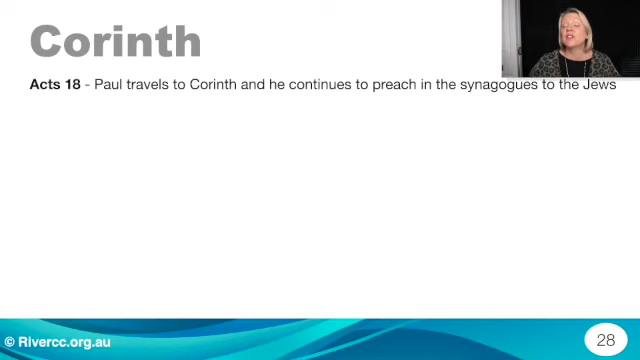 Corinth
Acts 18 - Paul travels to Corinth and he continues to preach in the synagogues to the Jews
© Rivercc.org.au
28